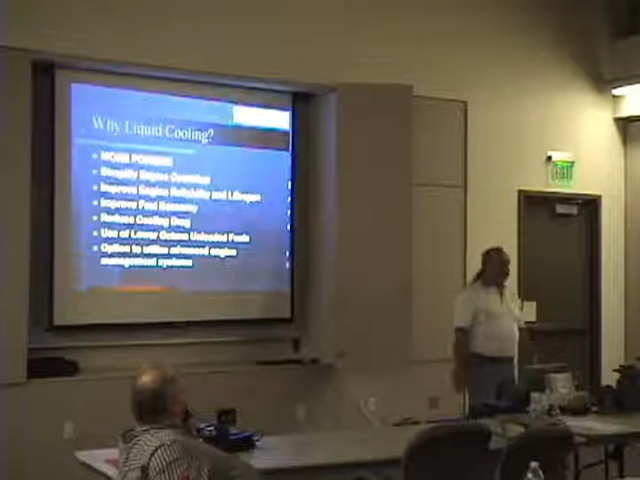 Why Liquid Cooling?
MORE POWER!!
Simplify Engine Operation
Improve Engine Reliability and Lifespan
Improve Fuel Economy
Reduce Cooling Drag
Use of Lower Octane Unleaded Fuels
Option to utilize advanced engine
management systems
EXIT